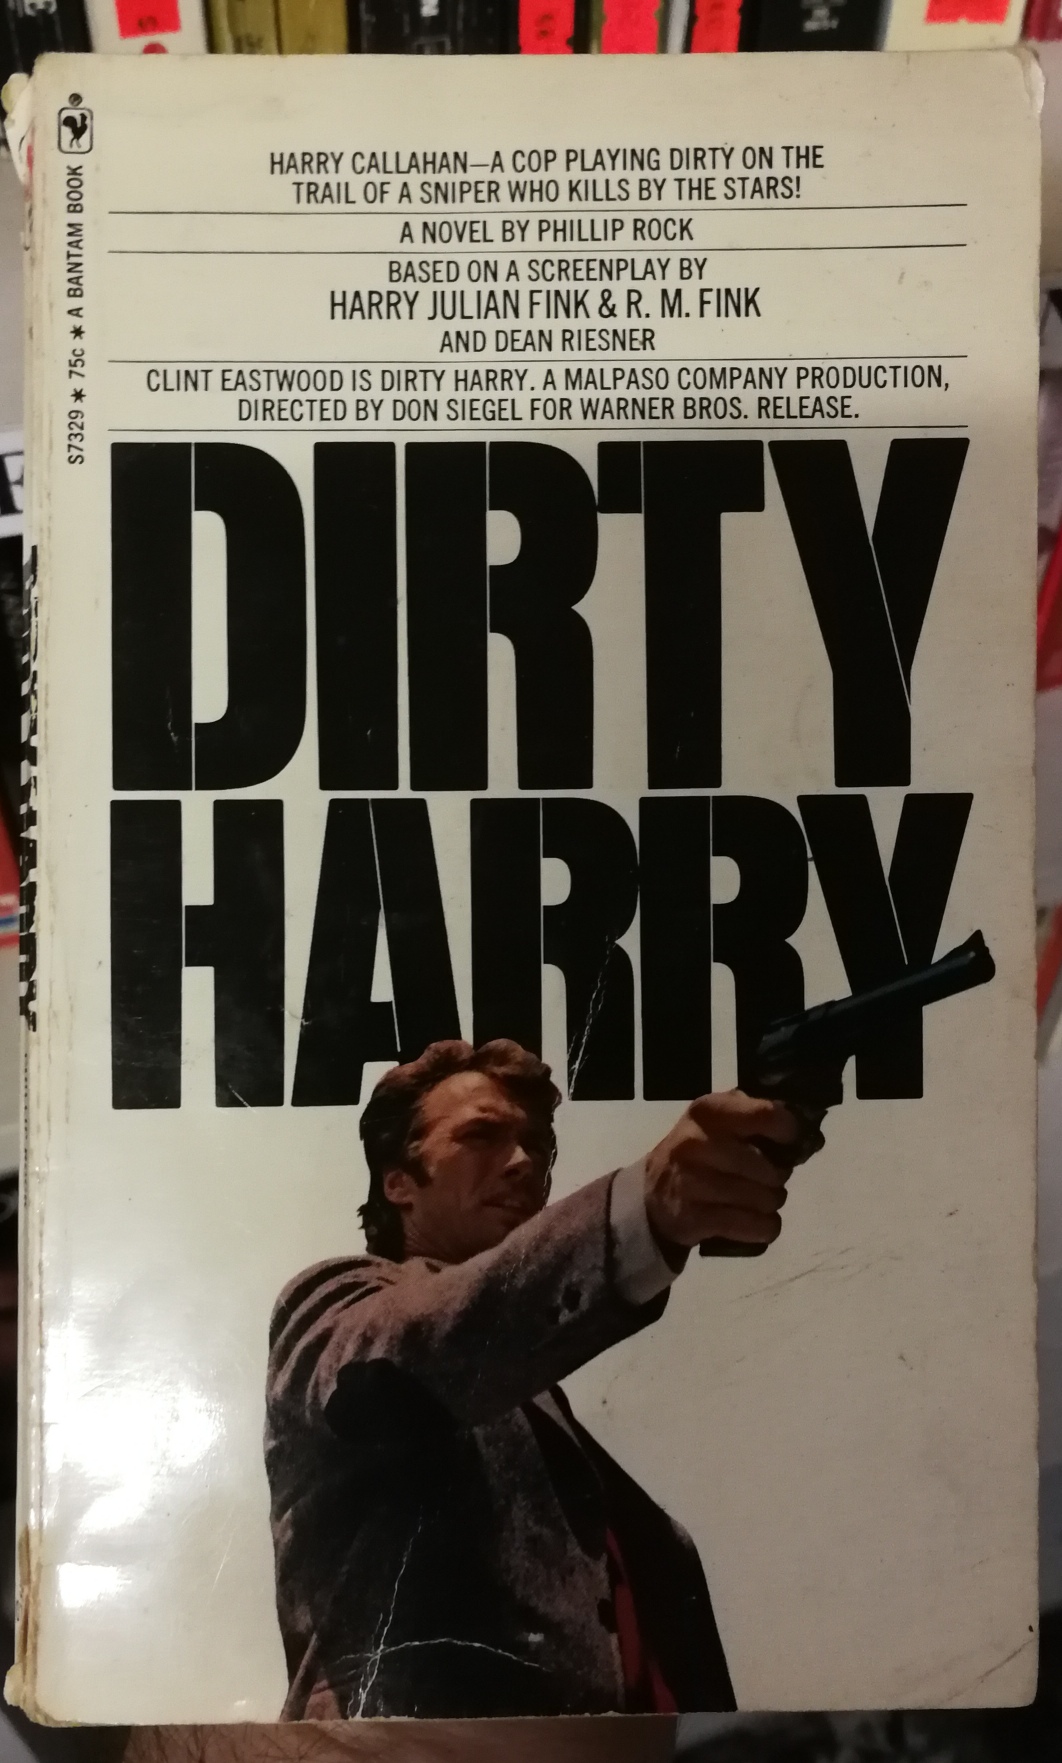 S7329 * 75c * A BANTAM BOOK
HARRY CALLAHAN—A COP PLAYING DIRTY ON THE
TRAIL OF A SNIPER WHO KILLS BY THE STARS!
A NOVEL BY PHILLIP ROCK
BASED ON A SCREENPLAY BY
HARRY JULIAN FINK & R. M. FINK
AND DEAN RIESNER
CLINT EASTWOOD IS DIRTY HARRY. A MALPASO COMPANY PRODUCTION,
DIRECTED BY DON SIEGEL FOR WARNER BROS. RELEASE.
DIRTY
HARRY